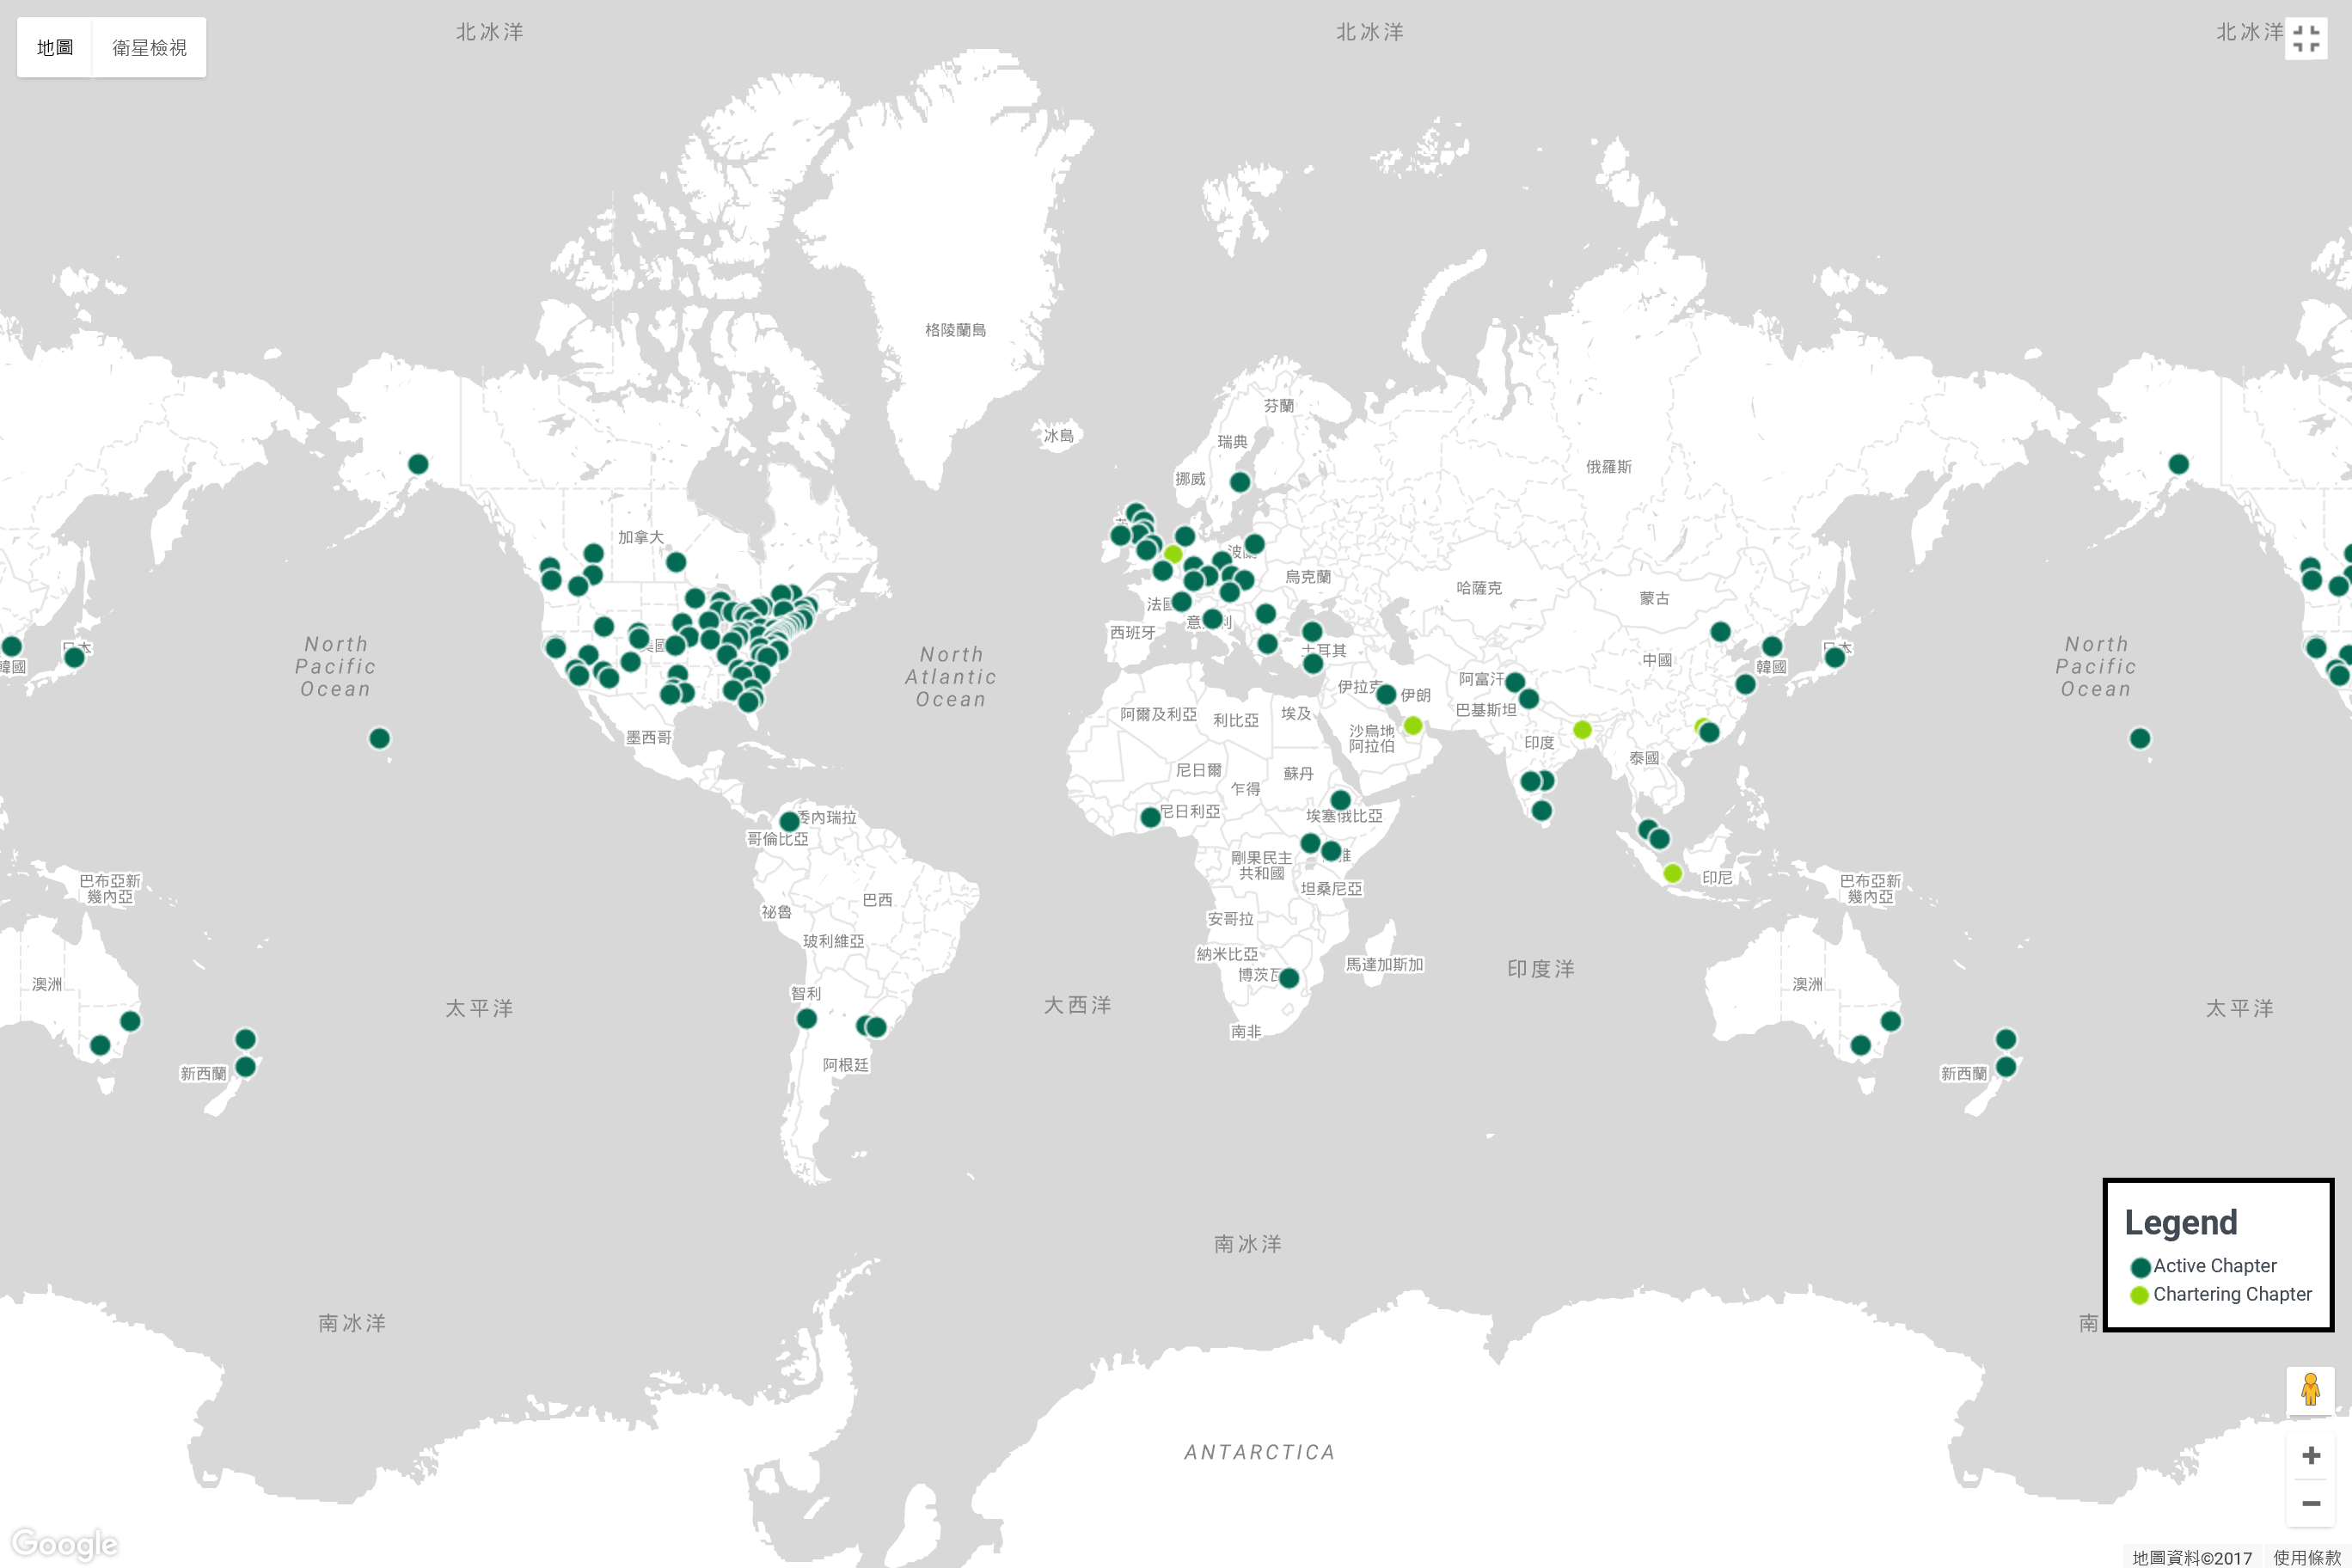 地圖
衛星檢視
北冰洋
北冰洋
北冰洋
格陵蘭島
冰島
芬蘭
瑞典
挪威
俄羅斯
加拿大
烏克蘭
哈薩克
蒙古
西班牙
North
Pacific
Ocean
North
Atlantic
Ocean
North
Pacific
Ocean
土耳其
中國
韓國
韓國
日本
日本
阿富汗
伊拉克
伊朗
巴基斯坦
阿爾及利亞
利比亞
埃及
沙烏地
阿拉伯
印度
墨西哥
泰國
尼日爾
蘇丹
乍得
尼日利亞
埃塞俄比亞
委內瑞拉
哥倫比亞
剛果民主
共和國
坦桑尼亞
印尼
巴布亞新
幾內亞
巴布亞新
幾內亞
巴西
祕魯
安哥拉
玻利維亞
納米比亞
馬達加斯加
印度洋
澳洲
澳洲
智利
太平洋
大西洋
太平洋
南非
阿根廷
新西蘭
新西蘭
南冰洋
南冰洋
南
Legend
Active Chapter
Chartering Chapter
ANTARCTICA
Google
地圖資料©2017
使用條款